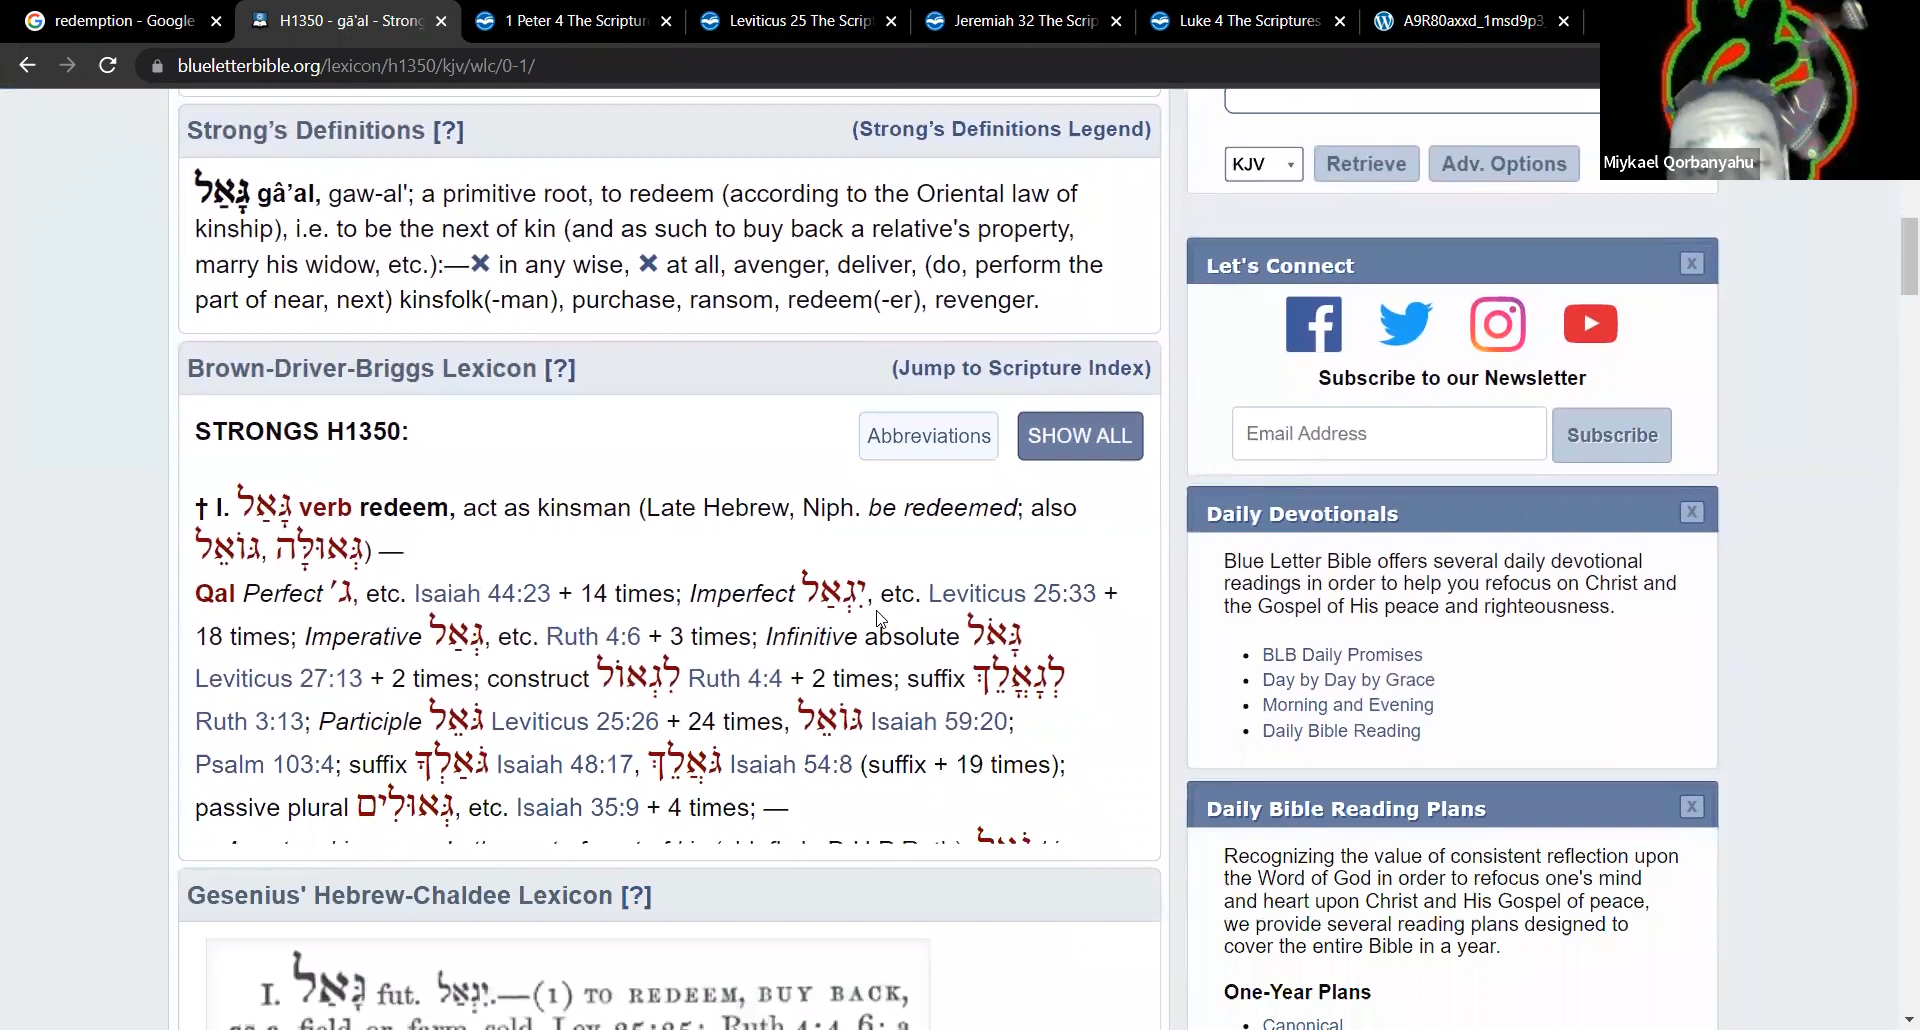 redemption - Google
H1350 - gā'al - Strong
1 Peter 4 The Scripture
Leviticus 25 The Script
Jeremiah 32 The Scrip
Luke 4 The Scriptures
A9R80axxd_1msd9p3
blueletterbible.org/lexicon/h1350/kjv/wlc/0-1/
Miykael Qorbanyahu
Strong's Definitions [?]
(Strong's Definitions Legend)
גָּאַל gâʼal, gaw-al'; a primitive root, to redeem (according to the Oriental law of
kinship), i.e. to be the next of kin (and as such to buy back a relative's property,
marry his widow, etc.):—× in any wise, × at all, avenger, deliver, (do, perform the
part of near, next) kinsfolk(-man), purchase, ransom, redeem(-er), revenger.
Brown-Driver-Briggs Lexicon [?]
(Jump to Scripture Index)
STRONGS H1350:
Abbreviations
SHOW ALL
† I. גָּאַל verb redeem, act as kinsman (Late Hebrew, Niph. be redeemed; also
גּוֺאֵל, גְּאוּלָּה) —
Qal Perfect ׳ג, etc. Isaiah 44:23 + 14 times; Imperfect יִגְאַל, etc. Leviticus 25:33 +
18 times; Imperative גְּאַל, etc. Ruth 4:6 + 3 times; Infinitive absolute גָּאֹל
Leviticus 27:13 + 2 times; construct לִגְאוֺל Ruth 4:4 + 2 times; suffix לְגָאֳלֵךְ
Ruth 3:13; Participle גֹּאֵל Leviticus 25:26 + 24 times, גּוֺאֵל Isaiah 59:20;
Psalm 103:4; suffix גֹּאַלְךָ Isaiah 48:17, גֹּאֲלֵךְ Isaiah 54:8 (suffix + 19 times);
passive plural גְּאוּלִים, etc. Isaiah 35:9 + 4 times; —
Gesenius' Hebrew-Chaldee Lexicon [?]
I. גָּאַל fut. יִגְאַל.—(1) TO REDEEM, BUY BACK,
KJV
Retrieve
Adv. Options
Let's Connect
Subscribe to our Newsletter
Email Address
Subscribe
Daily Devotionals
Blue Letter Bible offers several daily devotional
readings in order to help you refocus on Christ and
the Gospel of His peace and righteousness.
BLB Daily Promises
Day by Day by Grace
Morning and Evening
Daily Bible Reading
Daily Bible Reading Plans
Recognizing the value of consistent reflection upon
the Word of God in order to refocus one's mind
and heart upon Christ and His Gospel of peace,
we provide several reading plans designed to
cover the entire Bible in a year.
One-Year Plans
Canonical